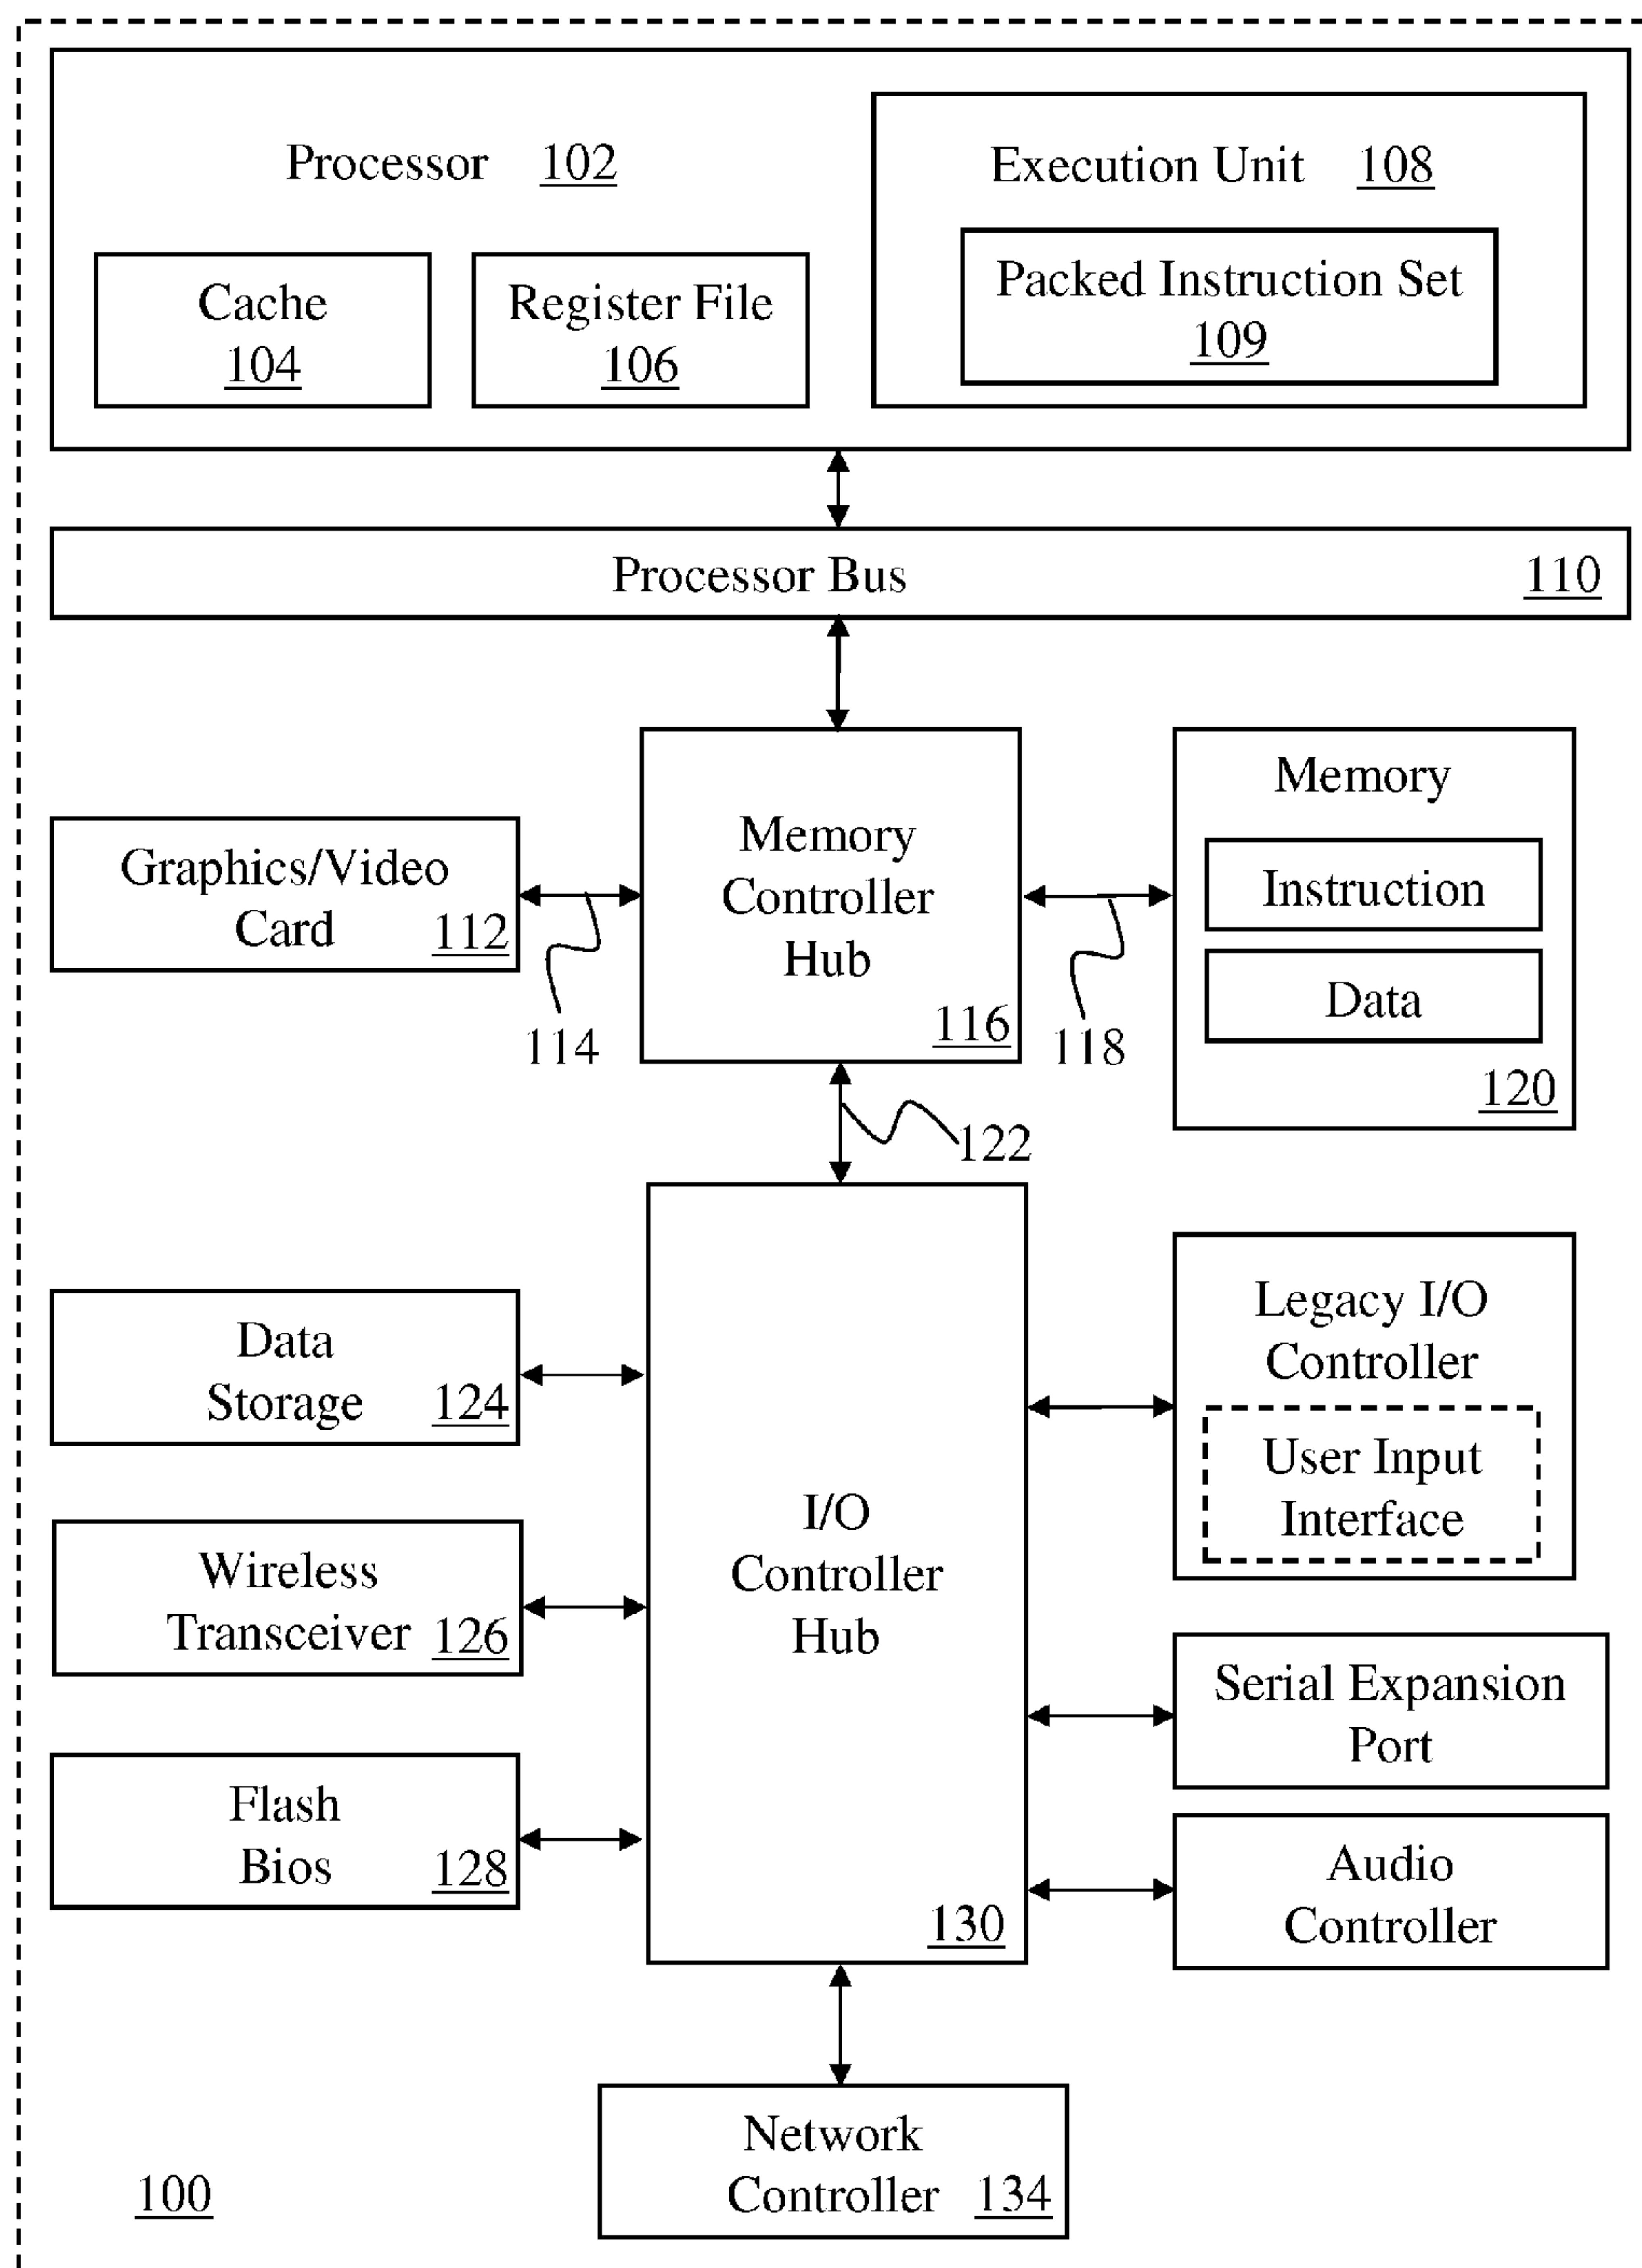 Processor 102
Execution Unit 108
Cache
104
Register File
106
Packed Instruction Set
109
Processor Bus 110
Graphics/Video
Card 112
114
Memory
Controller
Hub
116
118
Memory
Instruction
Data
120
122
Data
Storage 124
Wireless
Transceiver 126
Flash
Bios 128
I/O
Controller
Hub
130
Legacy I/O
Controller
User Input
Interface
Serial Expansion
Port
Audio
Controller
Network
Controller 134
100